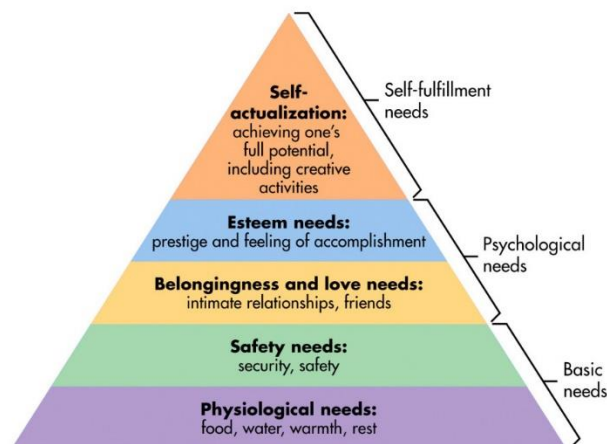 Self-
actualization:
achieving one's
full potential,
including creative
activities
Self-fulfillment
needs
Esteem needs:
prestige and feeling of accomplishment
Belongingness and love needs:
intimate relationships, friends
Psychological
needs
Safety needs:
security, safety
Physiological needs:
food, water, warmth, rest
Basic
needs